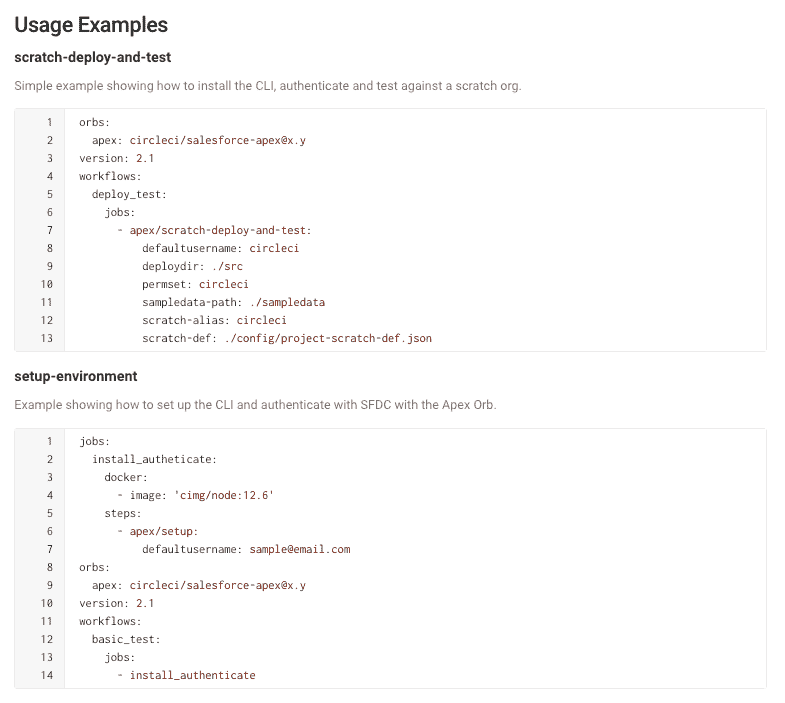 Usage Examples
scratch-deploy-and-test
Simple example showing how to install the CLI, authenticate and test against a scratch org.
1 orbs:
2   apex: circleci/salesforce-apex@x.y
3 version: 2.1
4 workflows:
5   deploy_test:
6     jobs:
7       - apex/scratch-deploy-and-test:
8           defaultusername: circleci
9           deploydir: ./src
10           permset: circleci
11           sampledata-path: ./sampledata
12           scratch-alias: circleci
13           scratch-def: ./config/project-scratch-def.json
setup-environment
Example showing how to set up the CLI and authenticate with SFDC with the Apex Orb.
1 jobs:
2   install_autheticate:
3     docker:
4       - image: 'cimg/node:12.6'
5     steps:
6       - apex/setup:
7           defaultusername: sample@email.com
8 orbs:
9   apex: circleci/salesforce-apex@x.y
10 version: 2.1
11 workflows:
12   basic_test:
13     jobs:
14       - install_authenticate